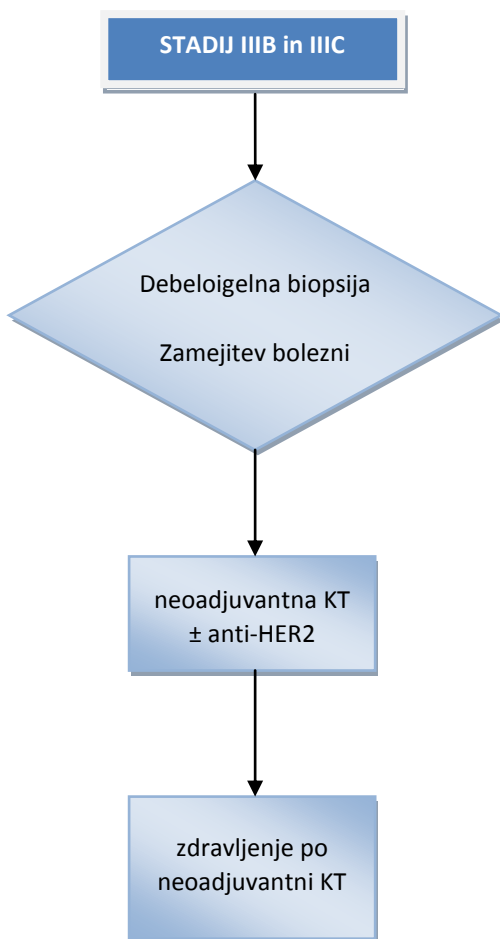 STADIJ IIIB in IIIC
Debeloigelna biopsija
Zamejitev bolezni
neoadjuvantna KT
± anti-HER2
zdravljenje po
neoadjuvantni KT